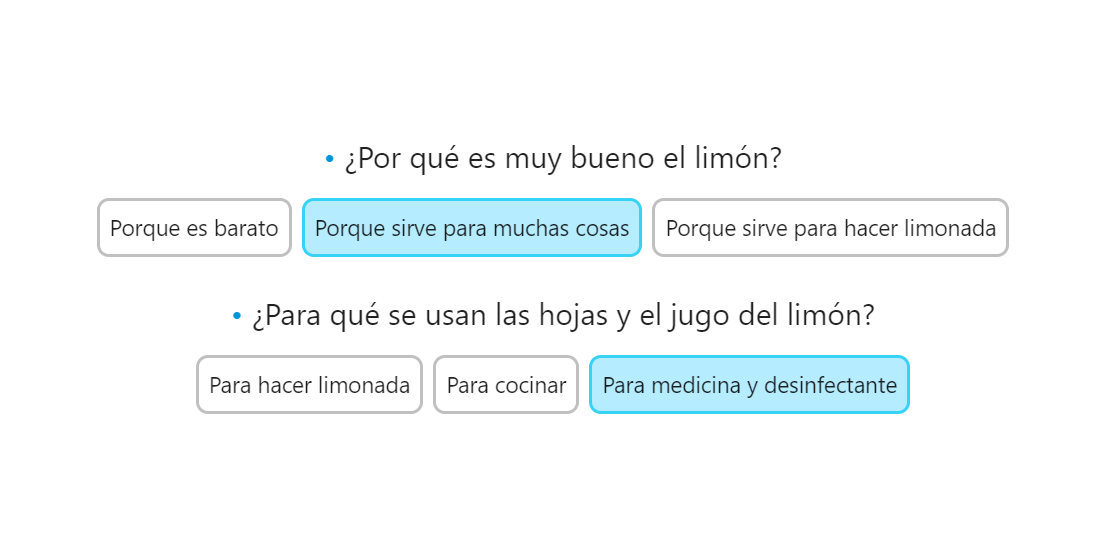 • ¿Por qué es muy bueno el limón?
Porque es barato Porque sirve para muchas cosas Porque sirve para hacer limonada
• ¿Para qué se usan las hojas y el jugo del limón?
Para hacer limonada Para cocinar Para medicina y desinfectante